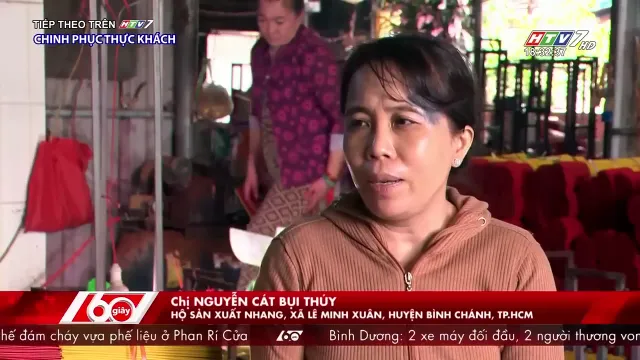 TIẾP THEO TRÊN HTV7
CHINH PHỤC THỰC KHÁCH
HTV7 HD
60 giây
Chị NGUYỄN CÁT BỤI THÚY
HỘ SẢN XUẤT NHANG, XÃ LÊ MINH XUÂN, HUYỆN BÌNH CHÁNH, TP.HCM
hế đám cháy vựa phế liệu ở Phan Rí Cửa
Bình Dương: 2 xe máy đối đầu, 2 người thương vo